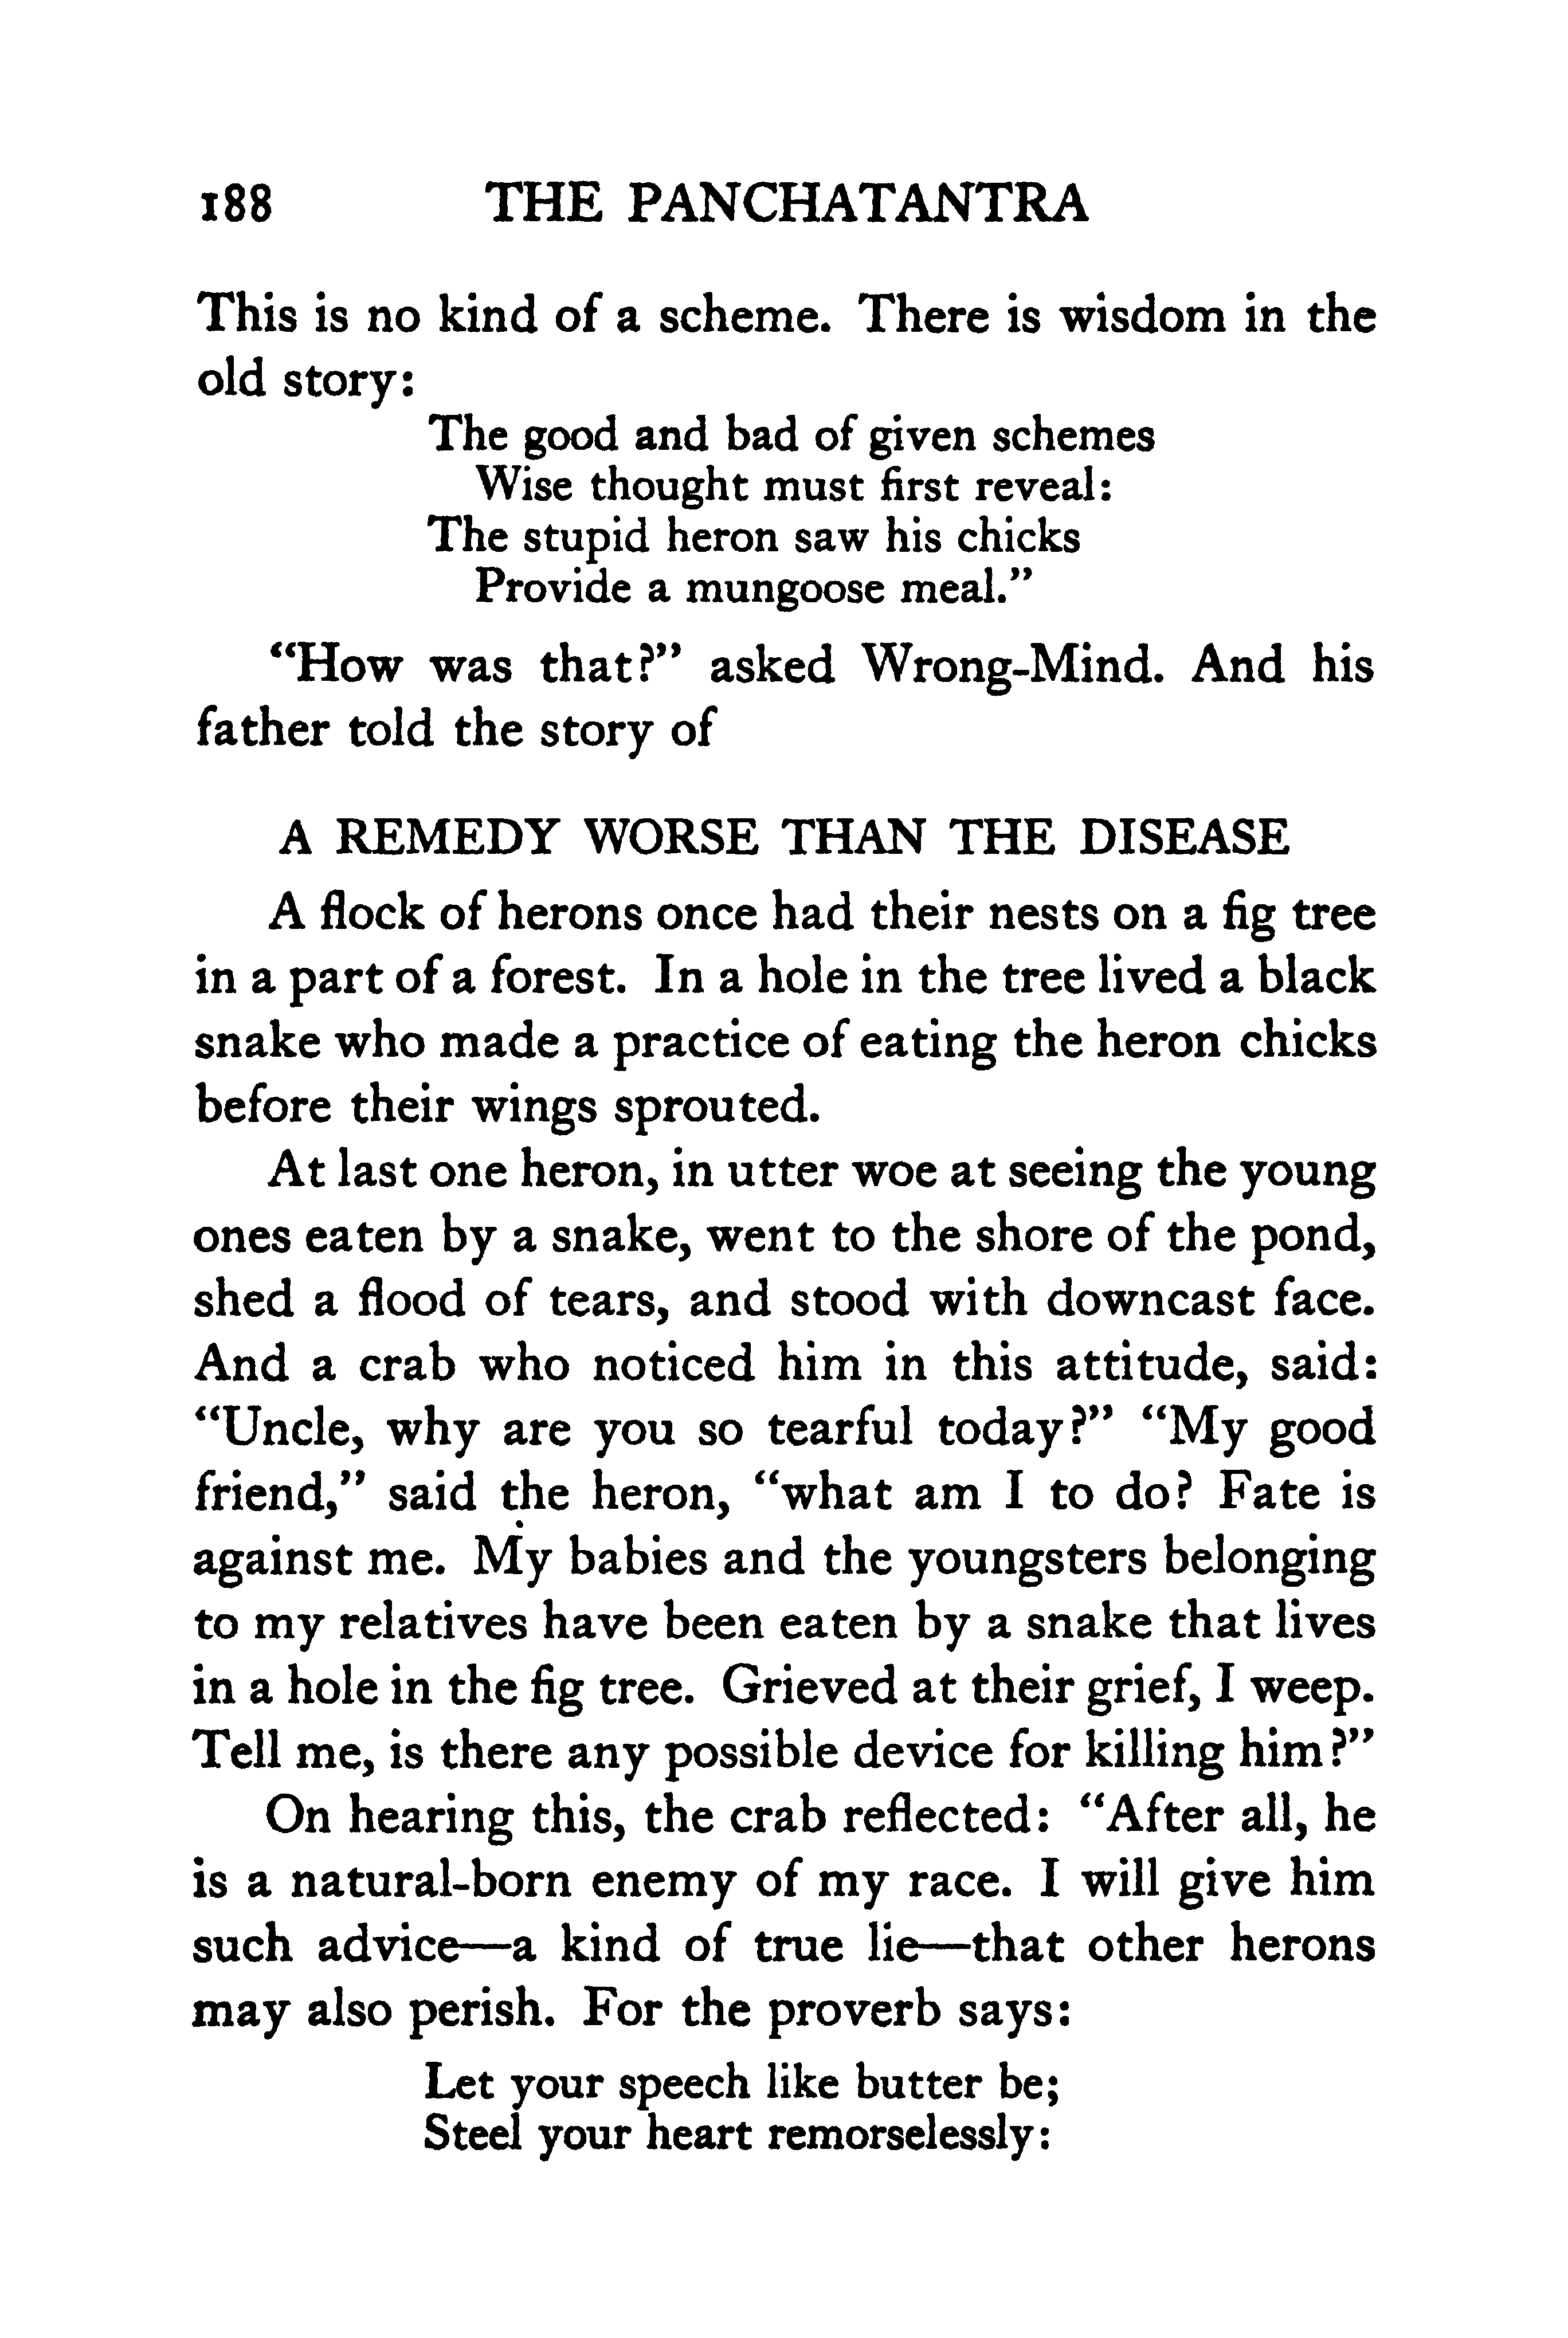 188 THE PANCHATANTRA
This is no kind of a scheme. There is wisdom in the
old story:
The good and bad of given schemes
Wise thought must first reveal:
The stupid heron saw his chicks
Provide a mungoose meal.”
“How was that?” asked Wrong-Mind. And his
father told the story of
A REMEDY WORSE THAN THE DISEASE
A flock of herons once had their nests on a fig tree
in a part of a forest. In a hole in the tree lived a black
snake who made a practice of eating the heron chicks
before their wings sprouted.
At last one heron, in utter woe at seeing the young
ones eaten by a snake, went to the shore of the pond,
shed a flood of tears, and stood with downcast face.
And a crab who noticed him in this attitude, said:
“Uncle, why are you so tearful today?” “My good
friend,” said the heron, “what am I to do? Fate is
against me. My babies and the youngsters belonging
to my relatives have been eaten by a snake that lives
in a hole in the fig tree. Grieved at their grief, I weep.
Tell me, is there any possible device for killing him?”
On hearing this, the crab reflected: “After all, he
is a natural-born enemy of my race. I will give him
such advice—a kind of true lie—that other herons
may also perish. For the proverb says:
Let your speech like butter be;
Steel your heart remorselessly: